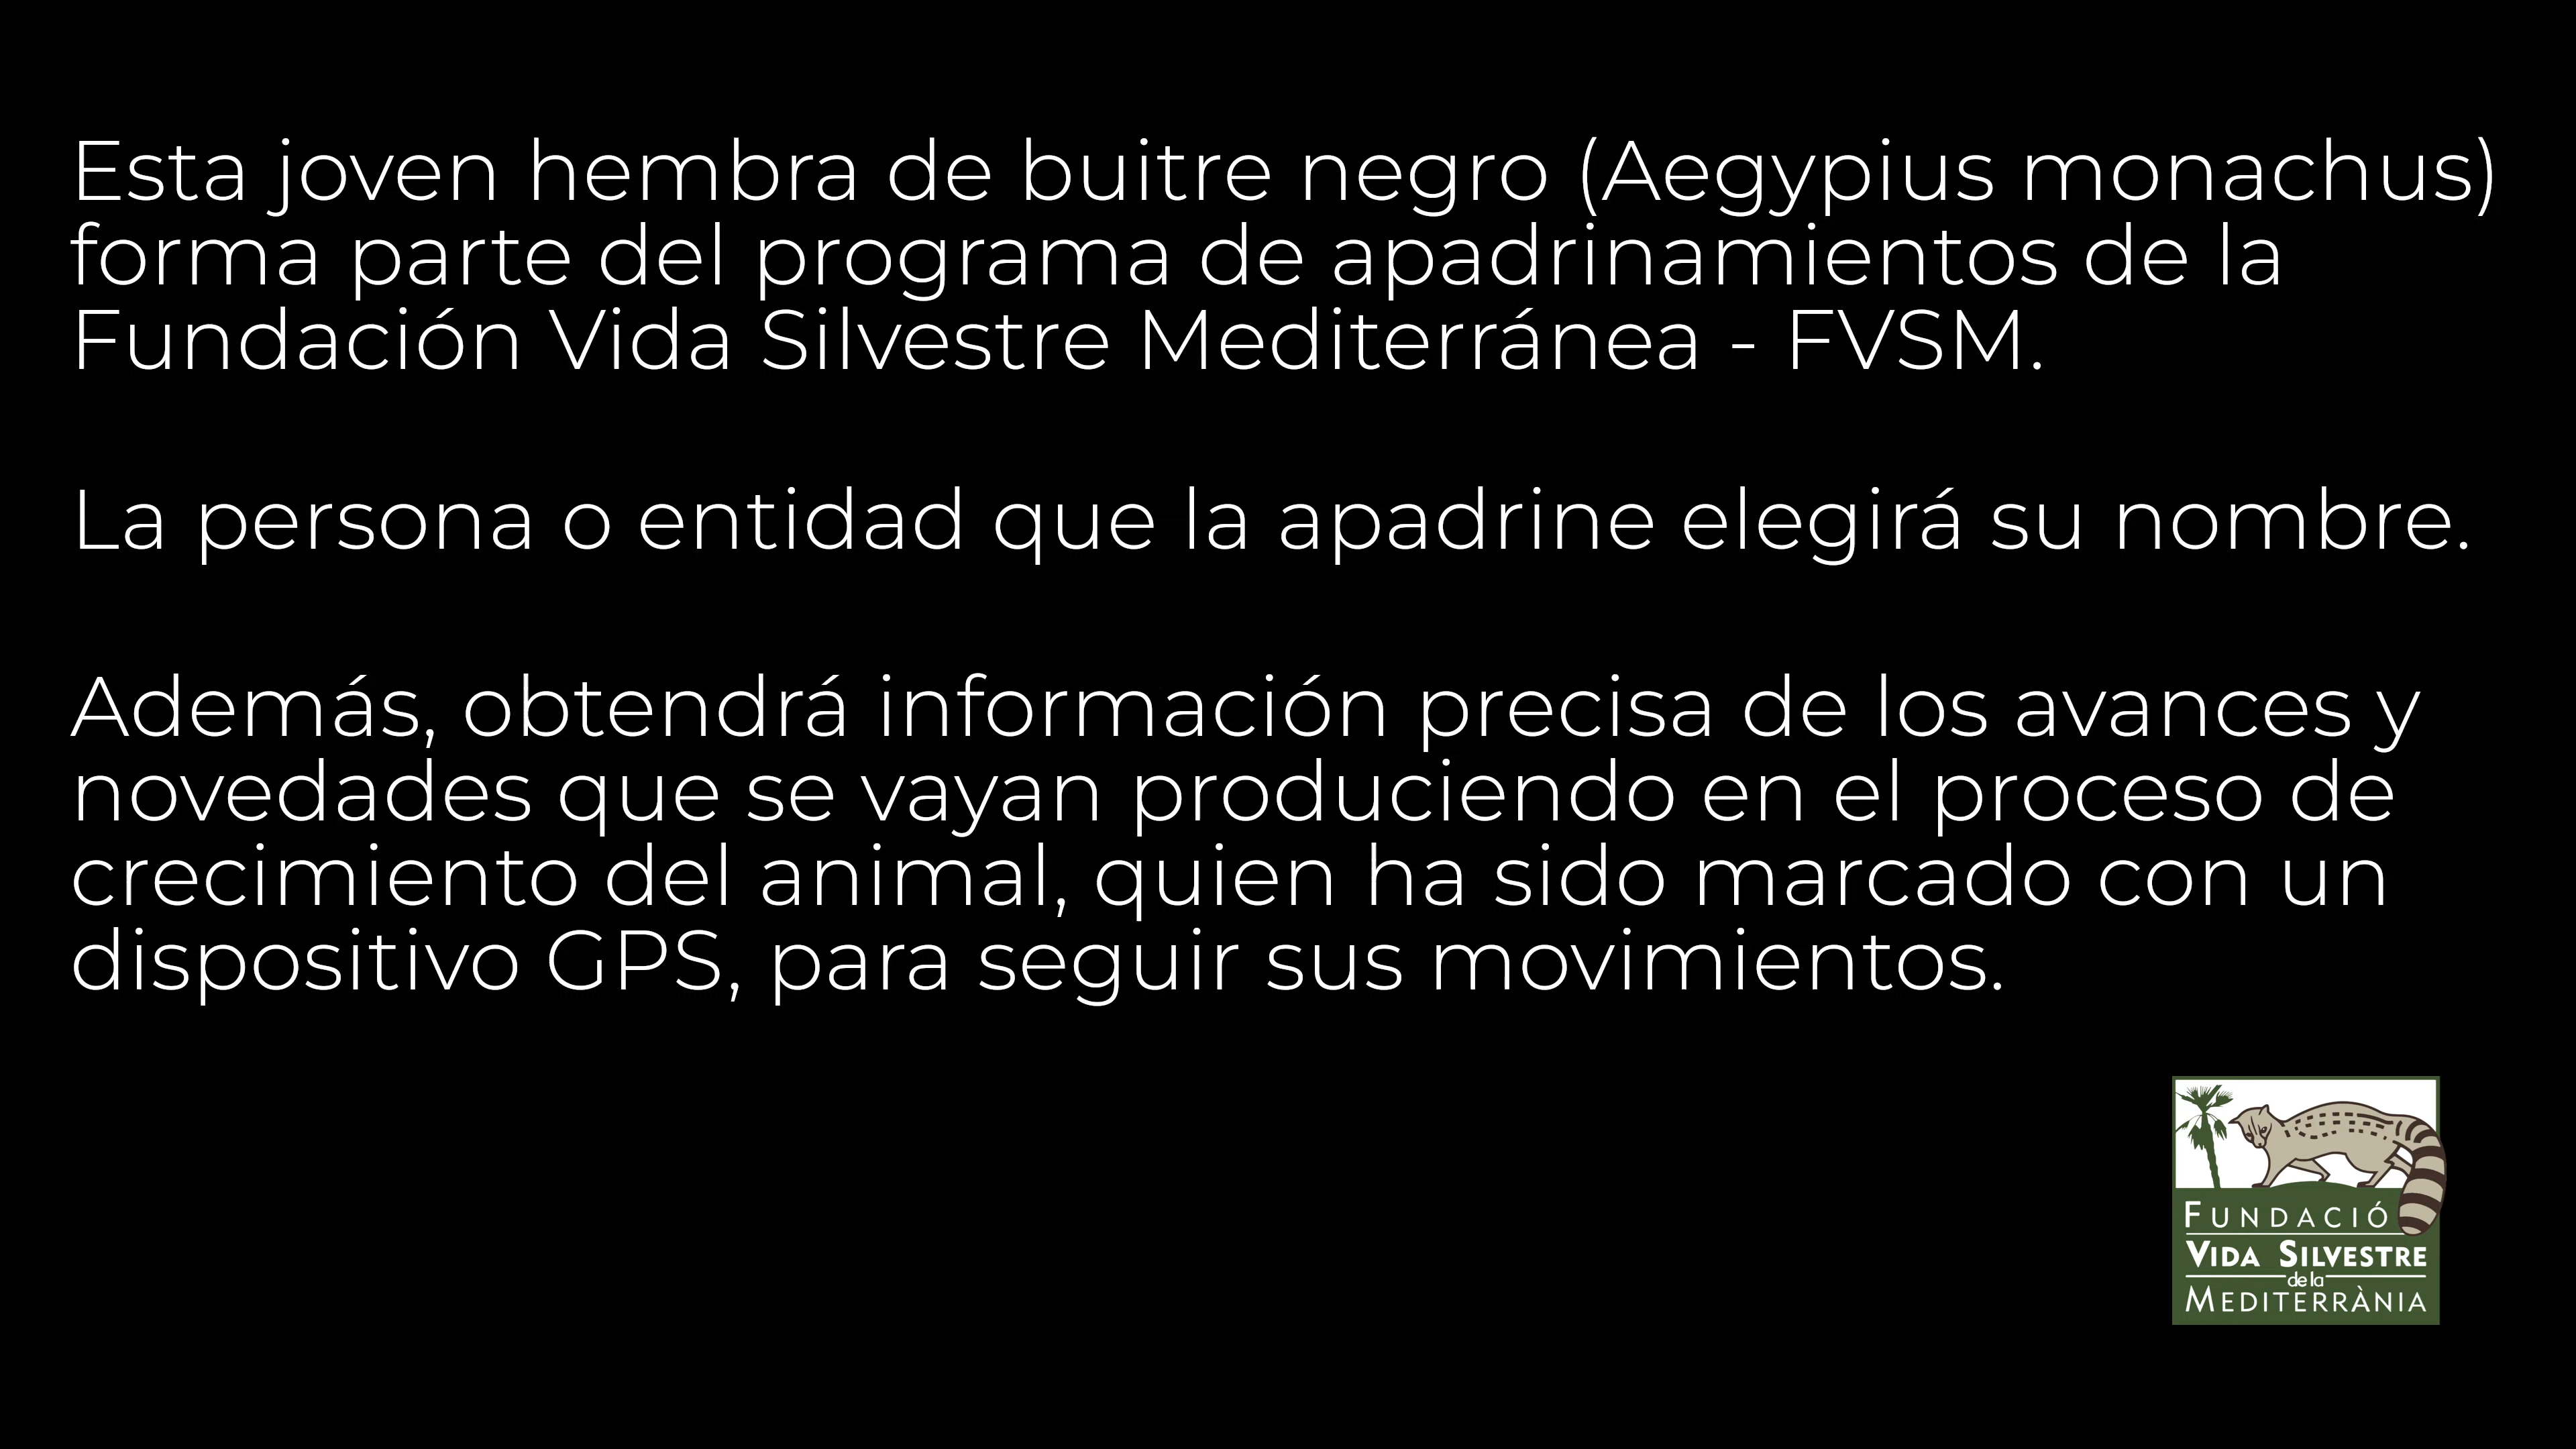 Esta joven hembra de buitre negro (Aegypius monachus)
forma parte del programa de apadrinamientos de la
Fundación Vida Silvestre Mediterránea - FVSM.
La persona o entidad que la apadrine elegirá su nombre.
Además, obtendrá información precisa de los avances y
novedades que se vayan produciendo en el proceso de
crecimiento del animal, quien ha sido marcado con un
dispositivo GPS, para seguir sus movimientos.
FUNDACIÓ
VIDA SILVESTRE
de la
MEDITERRÀNIA